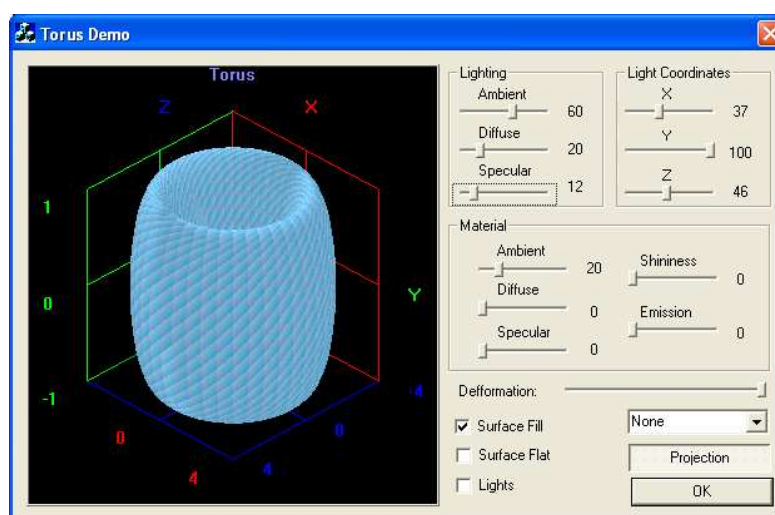 Torus Demo
Torus
Z
X
1
0
-1
Y
-4
0
4
0
4
Lighting
Ambient
60
Diffuse
20
Specular
12
Light Coordinates
X
37
Y
100
Z
46
Material
Ambient
20
Diffuse
0
Specular
0
Shininess
0
Emission
0
Defformation:
Surface Fill
None
Surface Flat
Projection
Lights
OK